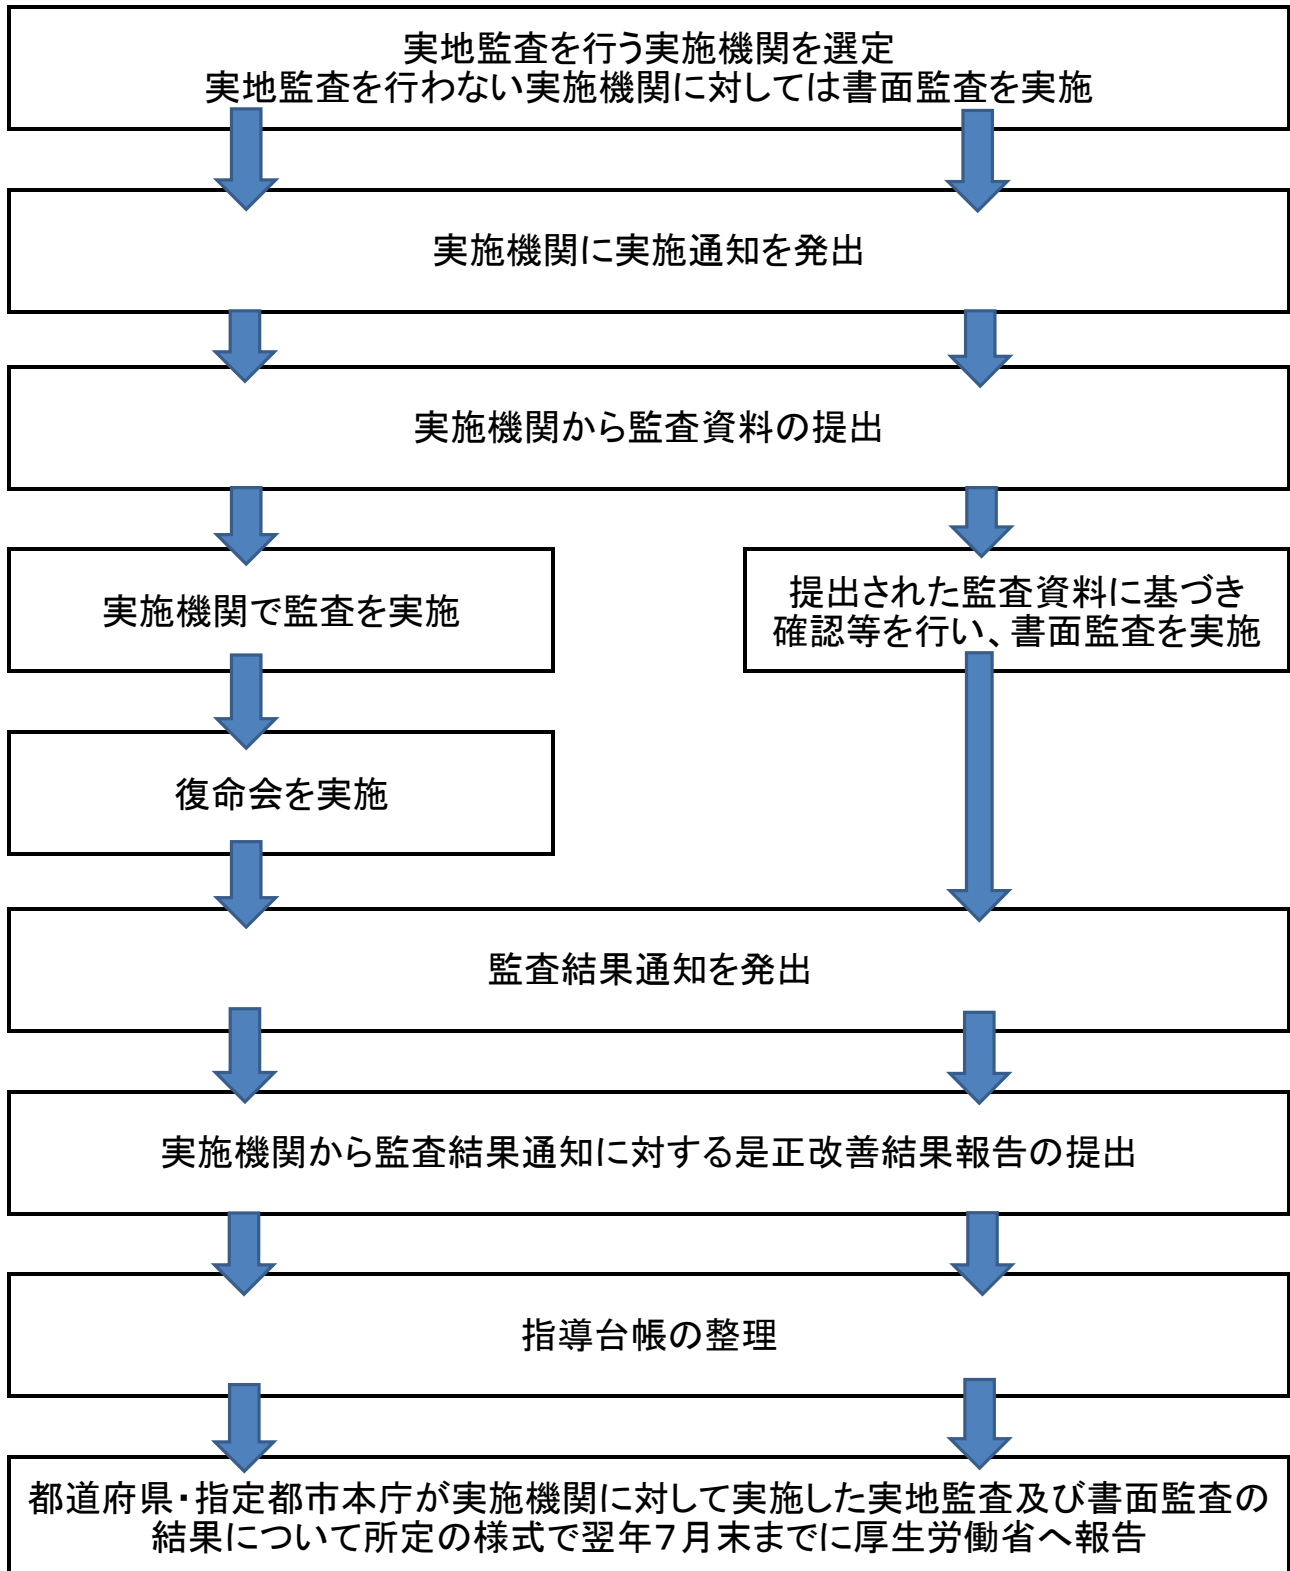 実地監査を行う実施機関を選定
実地監査を行わない実施機関に対しては書面監査を実施
実施機関に実施通知を発出
実施機関から監査資料の提出
実施機関で監査を実施
提出された監査資料に基づき
確認等を行い、書面監査を実施
復命会を実施
監査結果通知を発出
実施機関から監査結果通知に対する是正改善結果報告の提出
指導台帳の整理
都道府県・指定都市本庁が実施機関に対して実施した実地監査及び書面監査の
結果について所定の様式で翌年７月末までに厚生労働省へ報告